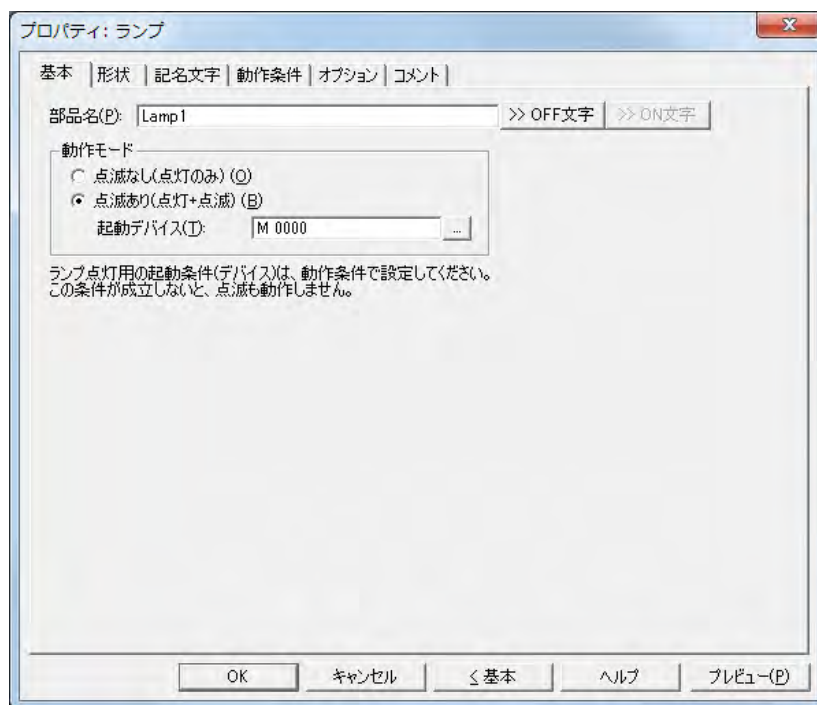 プロパティ: ランプ
基本 形状 記名文字 動作条件 オプション コメント
部品名(P): Lamp1 >> OFF文字 >> ON文字
動作モード
点滅なし(点灯のみ) (O)
点滅あり(点灯+点滅) (B)
起動デバイス(T): M 0000 ...
ランプ点灯用の起動条件(デバイス)は、動作条件で設定してください。
この条件が成立しないと、点滅も動作しません。
OK キャンセル ≤ 基本 ヘルプ プレビュー(P)